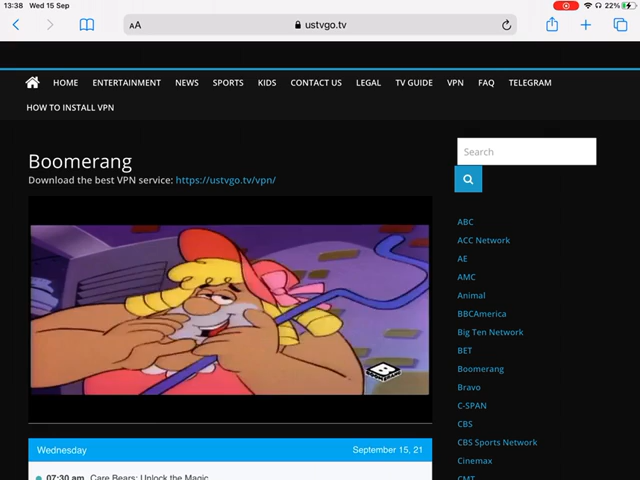 13:38 Wed 15 Sep
22%
AA
ustvgo.tv
HOME ENTERTAINMENT NEWS SPORTS KIDS CONTACT US LEGAL TV GUIDE VPN FAQ TELEGRAM
HOW TO INSTALL VPN
Boomerang
Download the best VPN service: https://ustvgo.tv/vpn/
B
Wednesday
September 15, 21
07:30 am Care Bears: Unlock the Magic
Search
ABC
ACC Network
AE
AMC
Animal
BBCAmerica
Big Ten Network
BET
Boomerang
Bravo
C-SPAN
CBS
CBS Sports Network
Cinemax
CMT